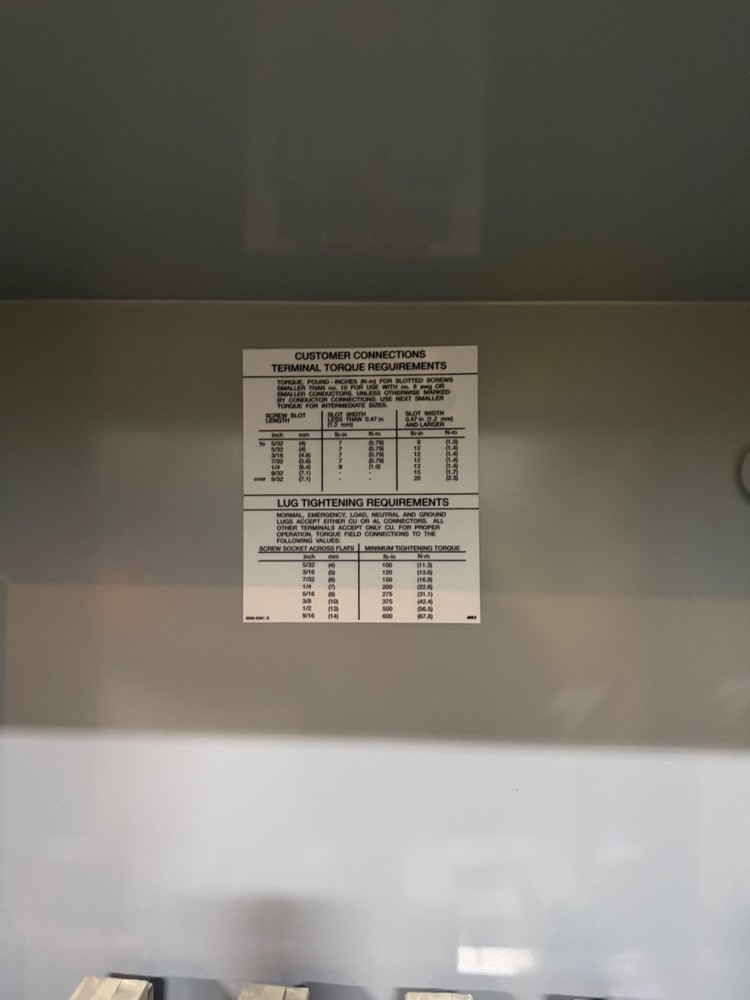 CUSTOMER CONNECTIONS
TERMINAL TORQUE REQUIREMENTS
TORQUE, POUND - INCHES (N-m) FOR SLOTTED SCREWS
SMALLER THAN no. 10 FOR USE WITH no. 8 awg OR
SMALLER CONDUCTORS. UNLESS OTHERWISE MARKED
BY CONDUCTOR CONNECTIONS. USE NEXT SMALLER
TORQUE FOR INTERMEDIATE SIZES.
SCREW SLOT LENGTH SLOT WIDTH LESS THAN 0.47 in (1.2 mm) SLOT WIDTH 0.47 in (1.2 mm) AND LARGER
inch mm lb-in N-m lb-in N-m
to 5/32 (4) 7 (0.79) 9 (1.0)
5/32 (4) 7 (0.79) 12 (1.4)
3/16 (4.8) 7 (0.79) 12 (1.4)
7/32 (5.6) 7 (0.79) 12 (1.4)
1/4 (6.4) 9 (1.0) 12 (1.4)
9/32 (7.1) - - 15 (1.7)
over 9/32 (7.1) - - 20 (2.3)
LUG TIGHTENING REQUIREMENTS
NORMAL, EMERGENCY, LOAD, NEUTRAL AND GROUND
LUGS ACCEPT EITHER CU OR AL CONNECTORS. ALL
OTHER TERMINALS ACCEPT ONLY CU. FOR PROPER
OPERATION, TORQUE FIELD CONNECTIONS TO THE
FOLLOWING VALUES:
SCREW SOCKET ACROSS FLATS MINIMUM TIGHTENING TORQUE
inch mm lb-in N-m
5/32 (4) 100 (11.3)
3/16 (5) 120 (13.6)
7/32 (6) 150 (16.9)
1/4 (7) 200 (22.6)
5/16 (8) 275 (31.1)
3/8 (10) 375 (42.4)
1/2 (13) 500 (56.5)
9/16 (14) 600 (67.8)